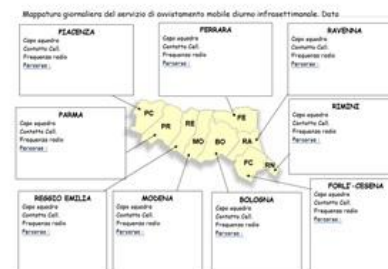 Mappatura giornaliera del servizio di avvistamento mobile diurno infrasettimanale. Data
PIACENZA
Capo squadra
Contatto Cell.
Frequenza radio
Percorso :
FERRARA
Capo squadra
Contatto Cell.
Frequenza radio
Percorso :
RAVENNA
Capo squadra
Contatto Cell.
Frequenza radio
Percorso :
PARMA
Capo squadra
Contatto Cell.
Frequenza radio
Percorso :
RIMINI
Capo squadra
Contatto Cell.
Frequenza radio
Percorso :
PC
PR
RE
MO
BO
FE
RA
FC
RN
REGGIO EMILIA
Capo squadra
Contatto Cell.
Frequenza radio
Percorso :
MODENA
Capo squadra
Contatto Cell.
Frequenza radio
Percorso :
BOLOGNA
Capo squadra
Contatto Cell.
Frequenza radio
Percorso :
FORLI'-CESENA
Capo squadra
Contatto Cell.
Frequenza radio
Percorso :